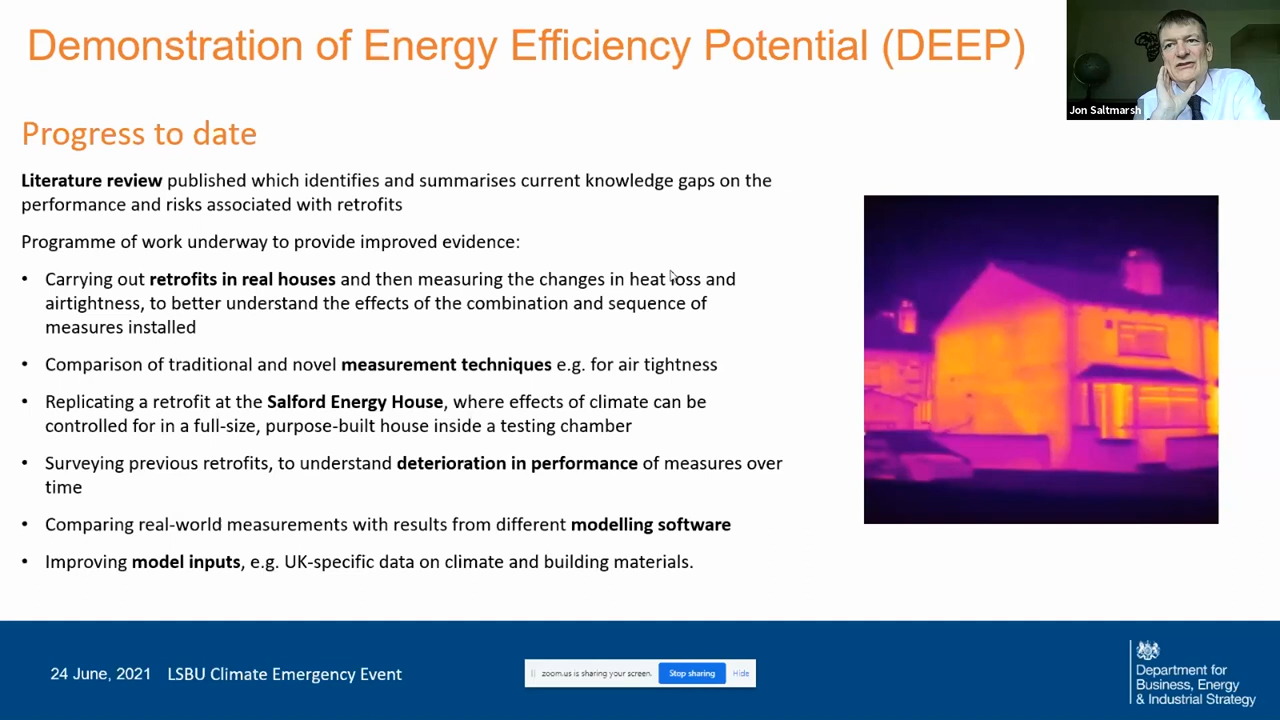 Demonstration of Energy Efficiency Potential (DEEP)
Jon Saltmarsh
Progress to date
Literature review published which identifies and summarises current knowledge gaps on the
performance and risks associated with retrofits
Programme of work underway to provide improved evidence:
• Carrying out retrofits in real houses and then measuring the changes in heat loss and
airtightness, to better understand the effects of the combination and sequence of
measures installed
• Comparison of traditional and novel measurement techniques e.g. for air tightness
• Replicating a retrofit at the Salford Energy House, where effects of climate can be
controlled for in a full-size, purpose-built house inside a testing chamber
• Surveying previous retrofits, to understand deterioration in performance of measures over
time
• Comparing real-world measurements with results from different modelling software
• Improving model inputs, e.g. UK-specific data on climate and building materials.
24 June, 2021 LSBU Climate Emergency Event
zoom.us is sharing your screen. Stop sharing Hide
Department for
Business, Energy
& Industrial Strategy